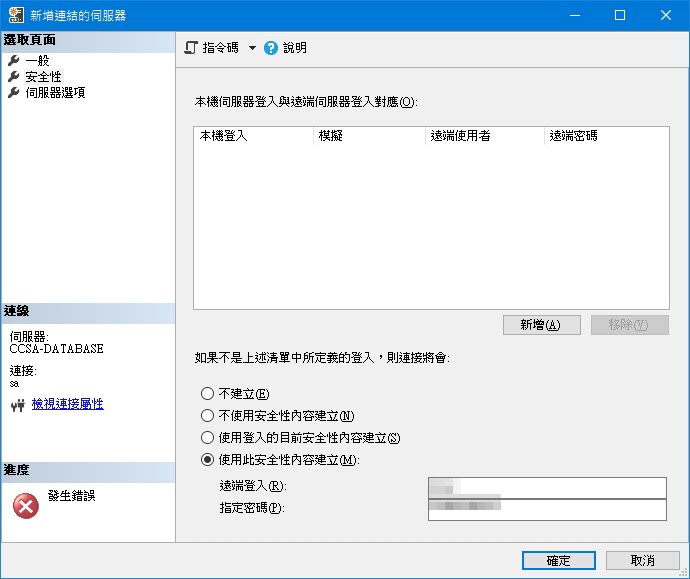 新增連結的伺服器
選取頁面
一般
安全性
伺服器選項
指令碼 說明
本機伺服器登入與遠端伺服器登入對應(O):
本機登入 模擬 遠端使用者 遠端密碼
新增(A) 移除(Y)
如果不是上述清單中所定義的登入，則連接將會:
不建立(E)
不使用安全性內容建立(N)
使用登入的目前安全性內容建立(S)
使用此安全性內容建立(M):
遠端登入(R):
指定密碼(P):
連線
伺服器:
CCSA-DATABASE
連接:
sa
檢視連接屬性
進度
發生錯誤
確定 取消